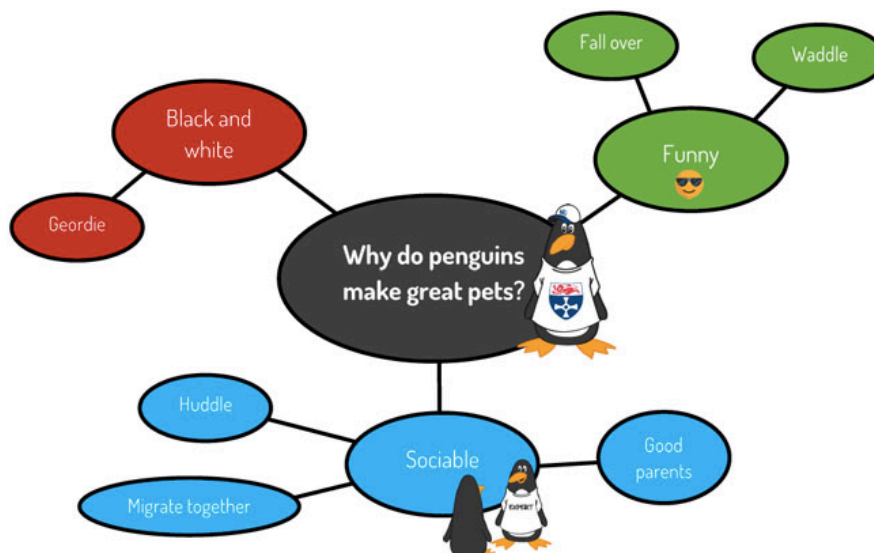 Fall over
Waddle
Black and
white
Funny
Geordie
Why do penguins
make great pets?
Huddle
Sociable
Good
parents
Migrate together
EXPERT